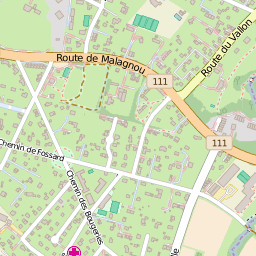 Route de Malagnou
111
Route du Vallon
111
Chemin de Fossard
Chemin des Bougeries